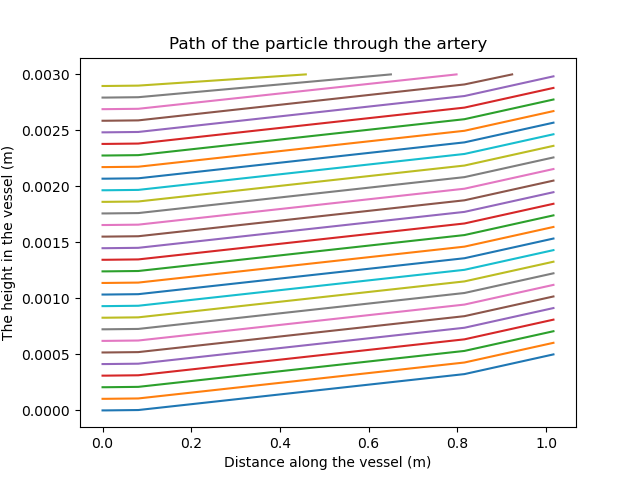 Path of the particle through the artery
The height in the vessel (m)
0.0030
0.0025
0.0020
0.0015
0.0010
0.0005
0.0000
0.0 0.2 0.4 0.6 0.8 1.0
Distance along the vessel (m)